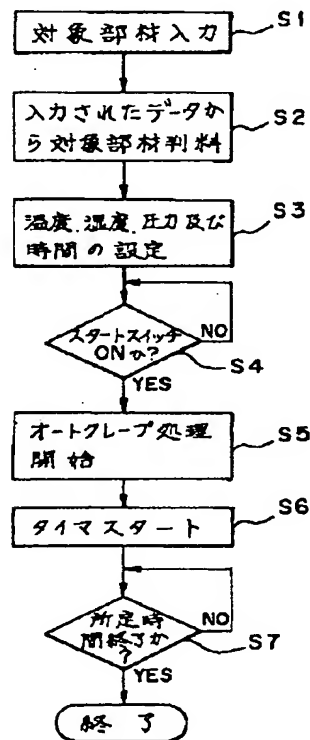 対象部材入力
S1
入力されたデータか
ら対象部材判料
S2
温度、湿度、圧力及び
時間の設定
S3
スタートスイッチ
ONか?
NO
S4
YES
オートクレープ処理
開始
S5
タイマスタート
S6
所定時
間終了か
?
NO
S7
YES
終了